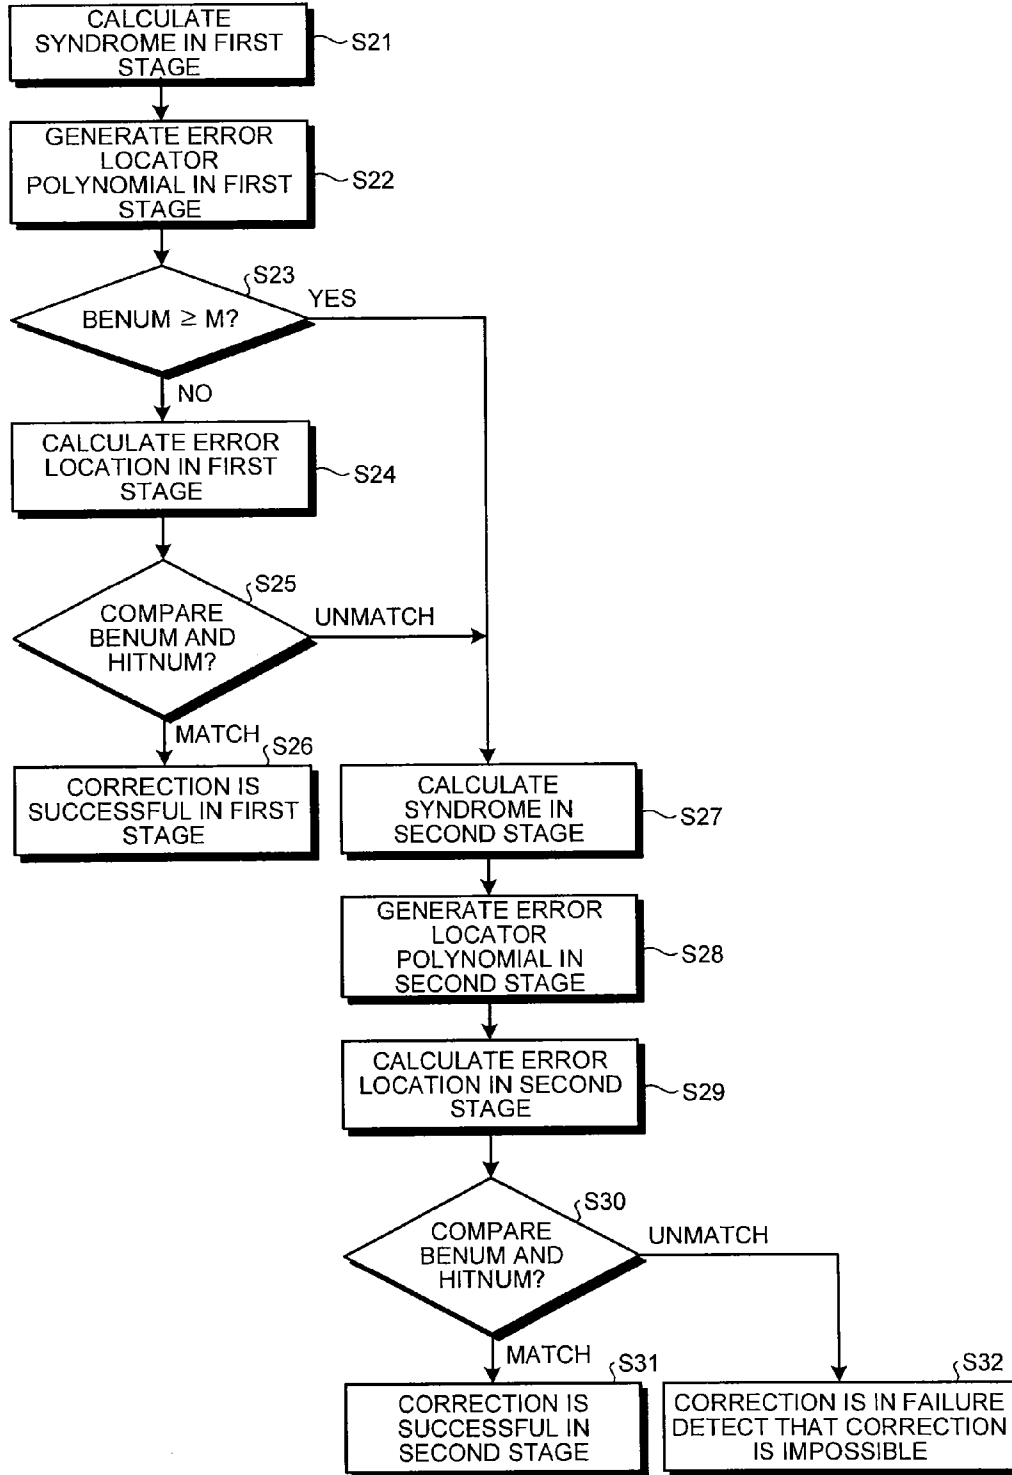 CALCULATE
SYNDROME IN FIRST
STAGE
S21
GENERATE ERROR
LOCATOR
POLYNOMIAL IN FIRST
STAGE
S22
S23
BENUM ≥ M?
YES
NO
CALCULATE ERROR
LOCATION IN FIRST
STAGE
S24
S25
COMPARE
BENUM AND
HITNUM?
UNMATCH
MATCH
S26
CORRECTION IS
SUCCESSFUL IN FIRST
STAGE
CALCULATE
SYNDROME IN
SECOND STAGE
S27
GENERATE ERROR
LOCATOR
POLYNOMIAL IN
SECOND STAGE
S28
CALCULATE ERROR
LOCATION IN SECOND
STAGE
S29
S30
COMPARE
BENUM AND
HITNUM?
UNMATCH
MATCH
S31
CORRECTION IS
SUCCESSFUL IN
SECOND STAGE
S32
CORRECTION IS IN FAILURE
DETECT THAT CORRECTION
IS IMPOSSIBLE